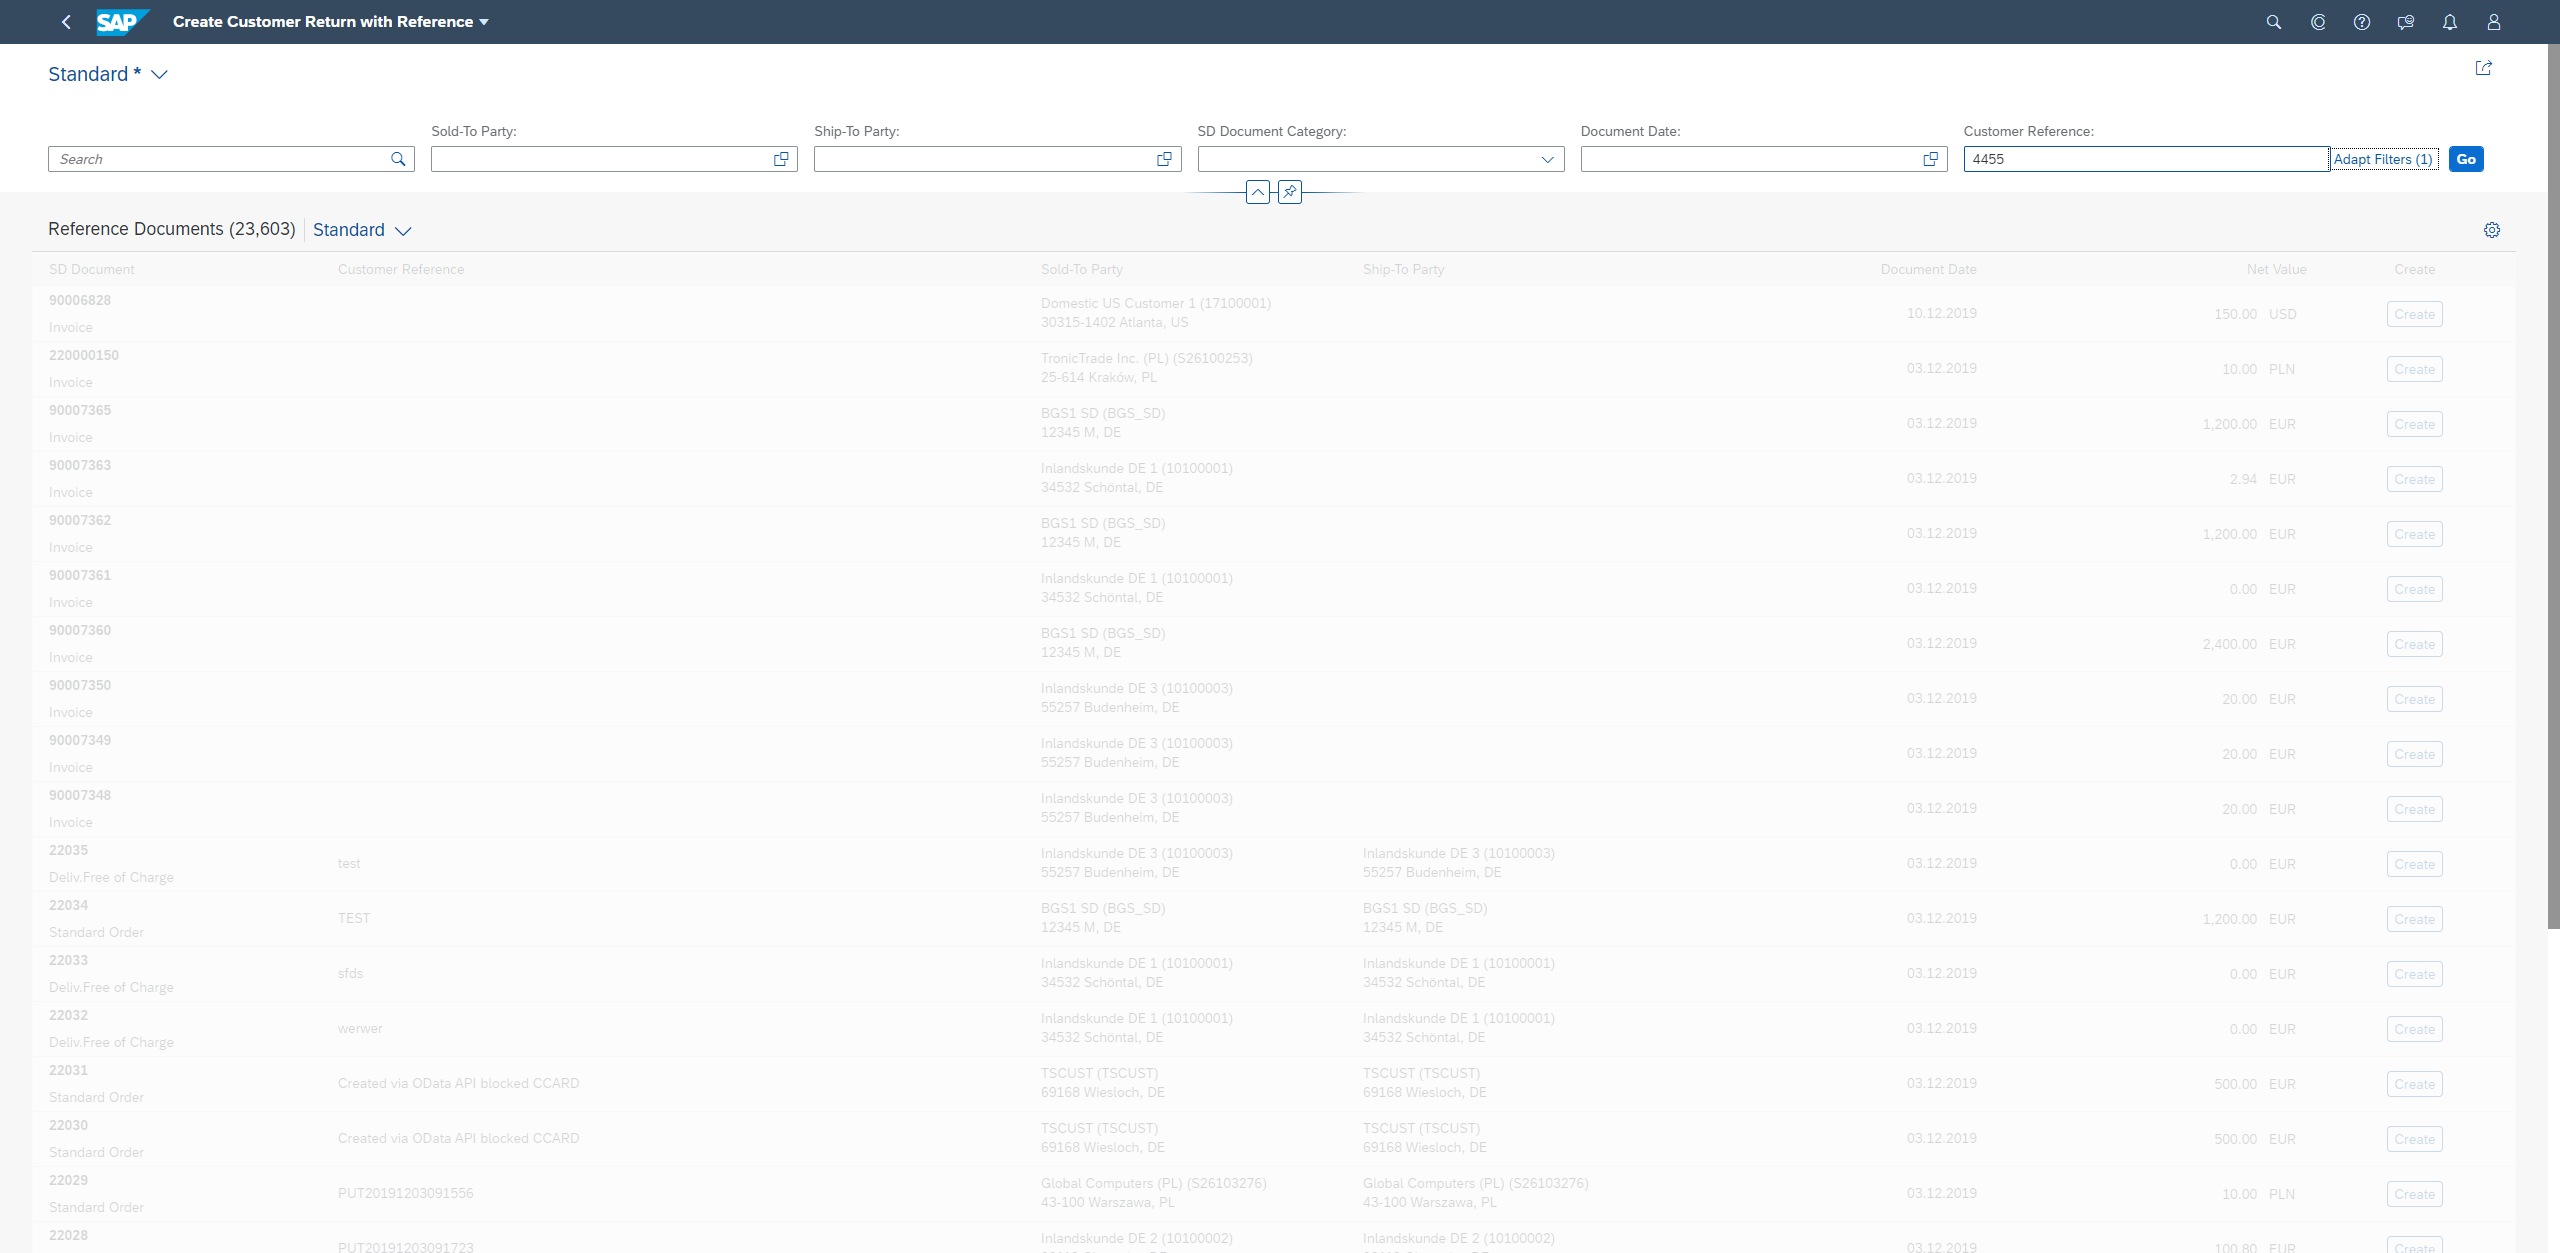 SAP Create Customer Return with Reference
Standard *
Sold-To Party: Ship-To Party: SD Document Category: Document Date: Customer Reference:
Search 4455 Adapt Filters (1) Go
Reference Documents (23,603) Standard
SD Document Customer Reference Sold-To Party Ship-To Party Document Date Net Value Create
90006828 Domestic US Customer 1 (17100001) 10.12.2019 150.00 USD Create
Invoice 30315-1402 Atlanta, US
220000150 TronicTrade Inc. (PL) (S26100253) 03.12.2019 10.00 PLN Create
Invoice 25-614 Kraków, PL
90007365 BGS1 SD (BGS_SD) 03.12.2019 1,200.00 EUR Create
Invoice 12345 M, DE
90007363 Inlandskunde DE 1 (10100001) 03.12.2019 2.94 EUR Create
Invoice 34532 Schöntal, DE
90007362 BGS1 SD (BGS_SD) 03.12.2019 1,200.00 EUR Create
Invoice 12345 M, DE
90007361 Inlandskunde DE 1 (10100001) 03.12.2019 0.00 EUR Create
Invoice 34532 Schöntal, DE
90007360 BGS1 SD (BGS_SD) 03.12.2019 2,400.00 EUR Create
Invoice 12345 M, DE
90007350 Inlandskunde DE 3 (10100003) 03.12.2019 20.00 EUR Create
Invoice 55257 Budenheim, DE
90007349 Inlandskunde DE 3 (10100003) 03.12.2019 20.00 EUR Create
Invoice 55257 Budenheim, DE
90007348 Inlandskunde DE 3 (10100003) 03.12.2019 20.00 EUR Create
Invoice 55257 Budenheim, DE
22035 test Inlandskunde DE 3 (10100003) Inlandskunde DE 3 (10100003) 03.12.2019 0.00 EUR Create
Deliv.Free of Charge 55257 Budenheim, DE 55257 Budenheim, DE
22034 TEST BGS1 SD (BGS_SD) BGS1 SD (BGS_SD) 03.12.2019 1,200.00 EUR Create
Standard Order 12345 M, DE 12345 M, DE
22033 sfds Inlandskunde DE 1 (10100001) Inlandskunde DE 1 (10100001) 03.12.2019 0.00 EUR Create
Deliv.Free of Charge 34532 Schöntal, DE 34532 Schöntal, DE
22032 werwer Inlandskunde DE 1 (10100001) Inlandskunde DE 1 (10100001) 03.12.2019 0.00 EUR Create
Deliv.Free of Charge 34532 Schöntal, DE 34532 Schöntal, DE
22031 Created via OData API blocked CCARD TSCUST (TSCUST) TSCUST (TSCUST) 03.12.2019 500.00 EUR Create
Standard Order 69168 Wiesloch, DE 69168 Wiesloch, DE
22030 Created via OData API blocked CCARD TSCUST (TSCUST) TSCUST (TSCUST) 03.12.2019 500.00 EUR Create
Standard Order 69168 Wiesloch, DE 69168 Wiesloch, DE
22029 PUT20191203091556 Global Computers (PL) (S26103276) Global Computers (PL) (S26103276) 03.12.2019 10.00 PLN Create
Standard Order 43-100 Warszawa, PL 43-100 Warszawa, PL
22028 PUT20191203091723 Inlandskunde DE 2 (10100002) Inlandskunde DE 2 (10100002) 03.12.2019 100.80 EUR Create